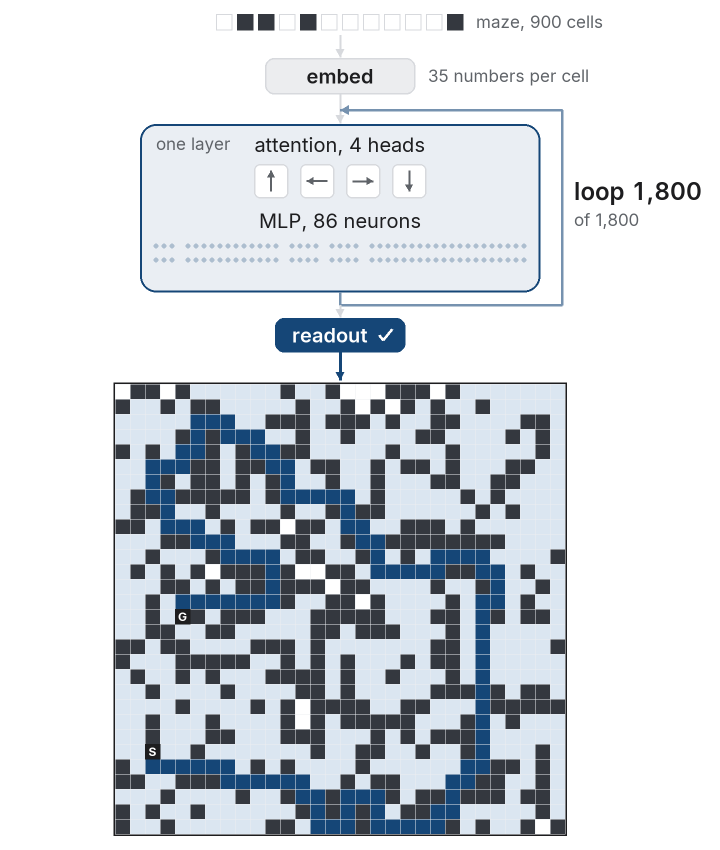 maze, 900 cells
embed
35 numbers per cell
one layer
attention, 4 heads
MLP, 86 neurons
loop 1,800
of 1,800
readout ✓
G
S